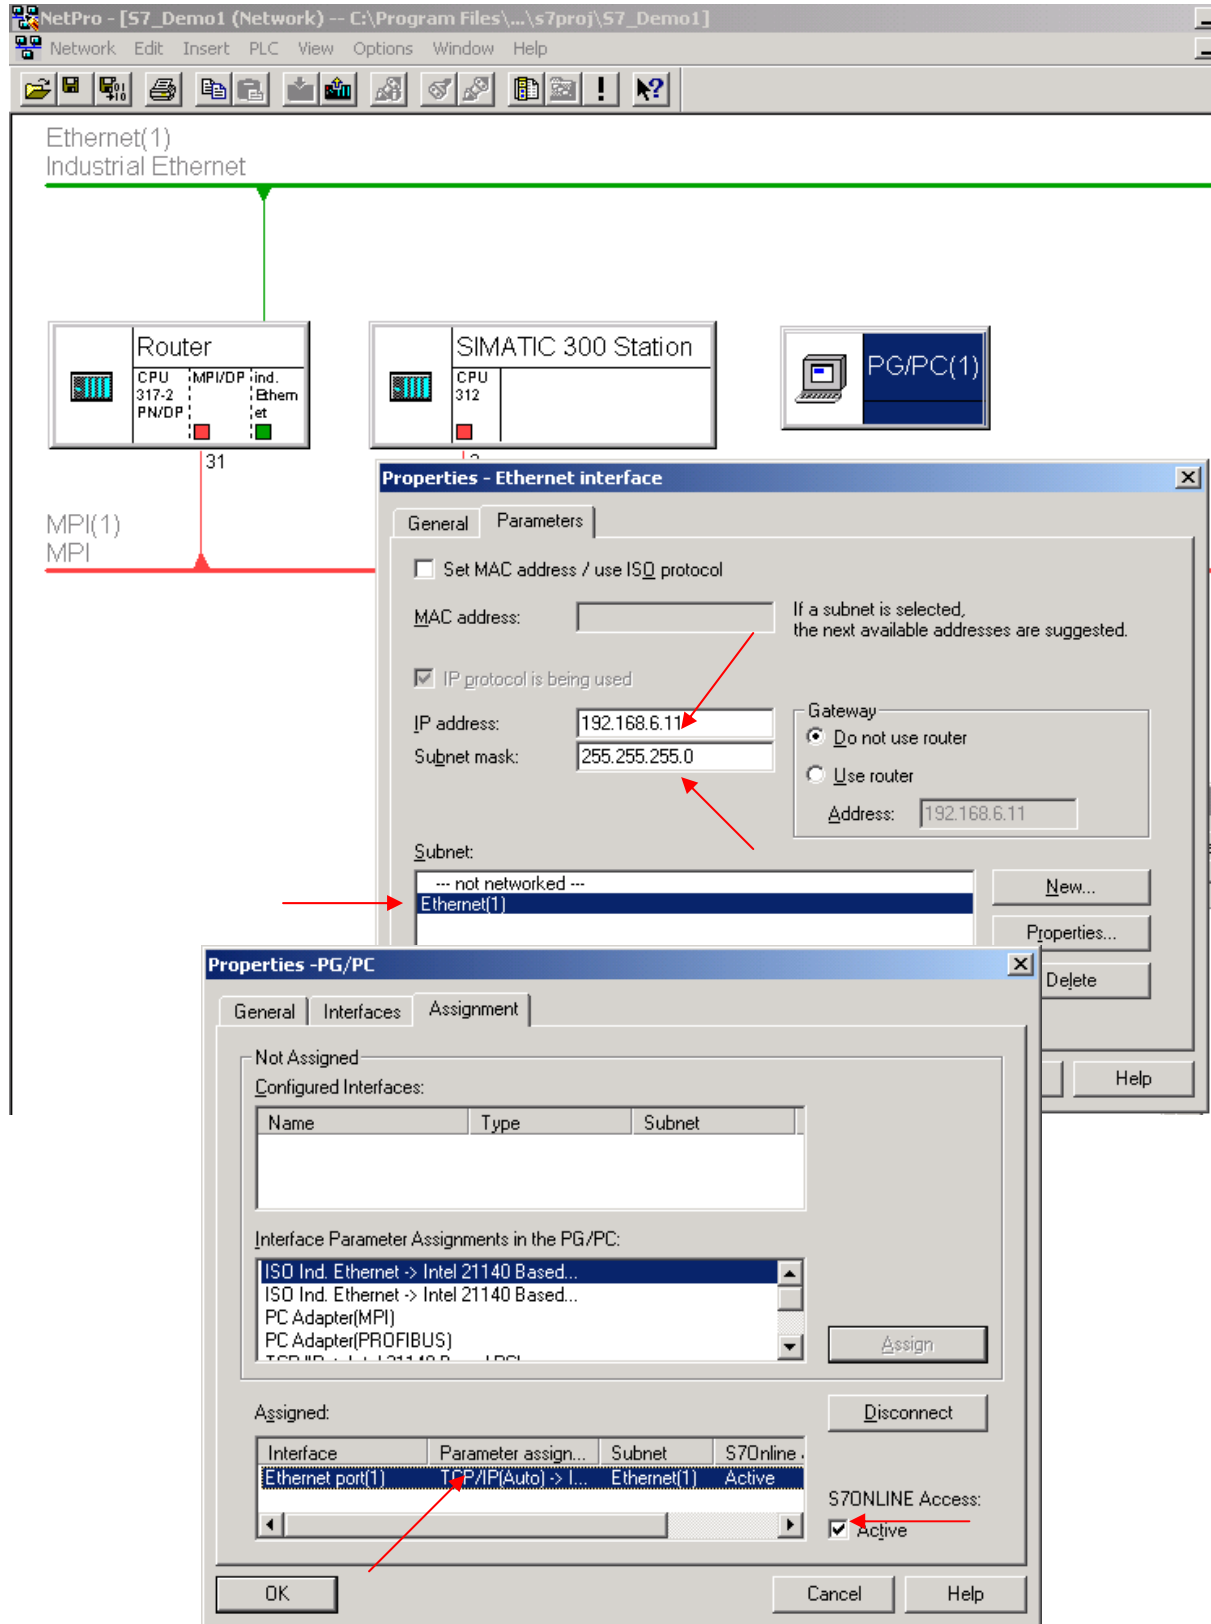 NetPro - [S7_Demo1 (Network) -- C:\Program Files\...\s7proj\S7_Demo1]
Network Edit Insert PLC View Options Window Help
Ethernet(1)
Industrial Ethernet
Router
CPU 317-2 PN/DP
MPI/DP
ind. Ethern et
31
SIMATIC 300 Station
CPU 312
PG/PC(1)
MPI(1)
MPI
Properties - Ethernet interface
General Parameters
Set MAC address / use ISO protocol
MAC address:
If a subnet is selected,
the next available addresses are suggested.
IP protocol is being used
IP address: 192.168.6.11
Subnet mask: 255.255.255.0
Gateway
Do not use router
Use router
Address: 192.168.6.11
Subnet:
--- not networked ---
Ethernet(1)
New...
Properties...
Delete
Help
Properties -PG/PC
General Interfaces Assignment
Not Assigned
Configured Interfaces:
Name Type Subnet
Interface Parameter Assignments in the PG/PC:
ISO Ind. Ethernet -> Intel 21140 Based...
ISO Ind. Ethernet -> Intel 21140 Based...
PC Adapter(MPI)
PC Adapter(PROFIBUS)
Assign
Assigned:
Disconnect
Interface Parameter assign... Subnet S7Online
Ethernet port(1) TCP/IP(Auto) -> I... Ethernet(1) Active
S7ONLINE Access:
Active
OK Cancel Help